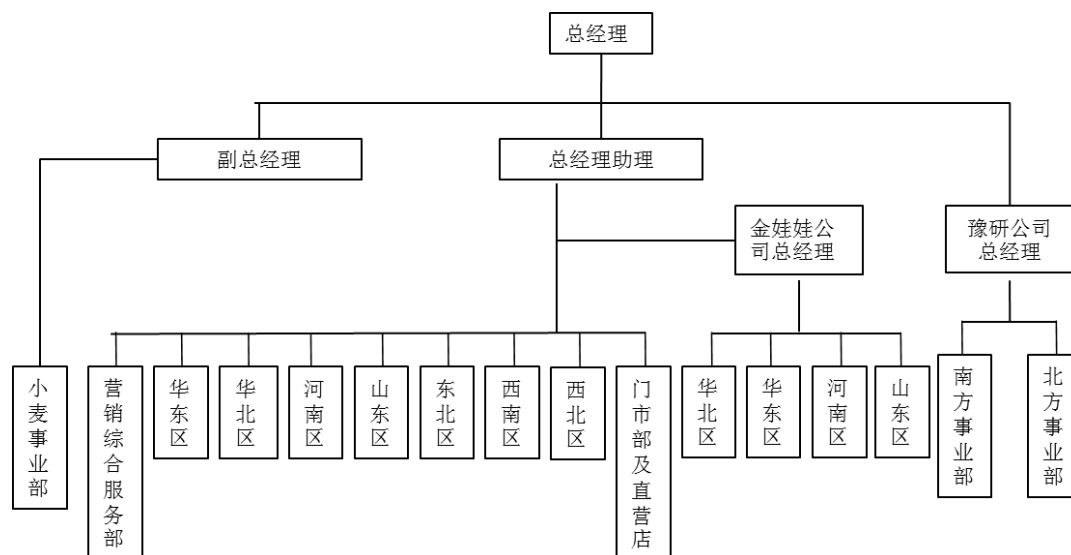 总经理
副总经理
总经理助理
金娃娃公
司总经理
豫研公司
总经理
小麦事业部
营销综合服务部
华东区
华北区
河南区
山东区
东北区
西南区
西北区
门市部及直营店
华北区
华东区
河南区
山东区
南方事业部
北方事业部